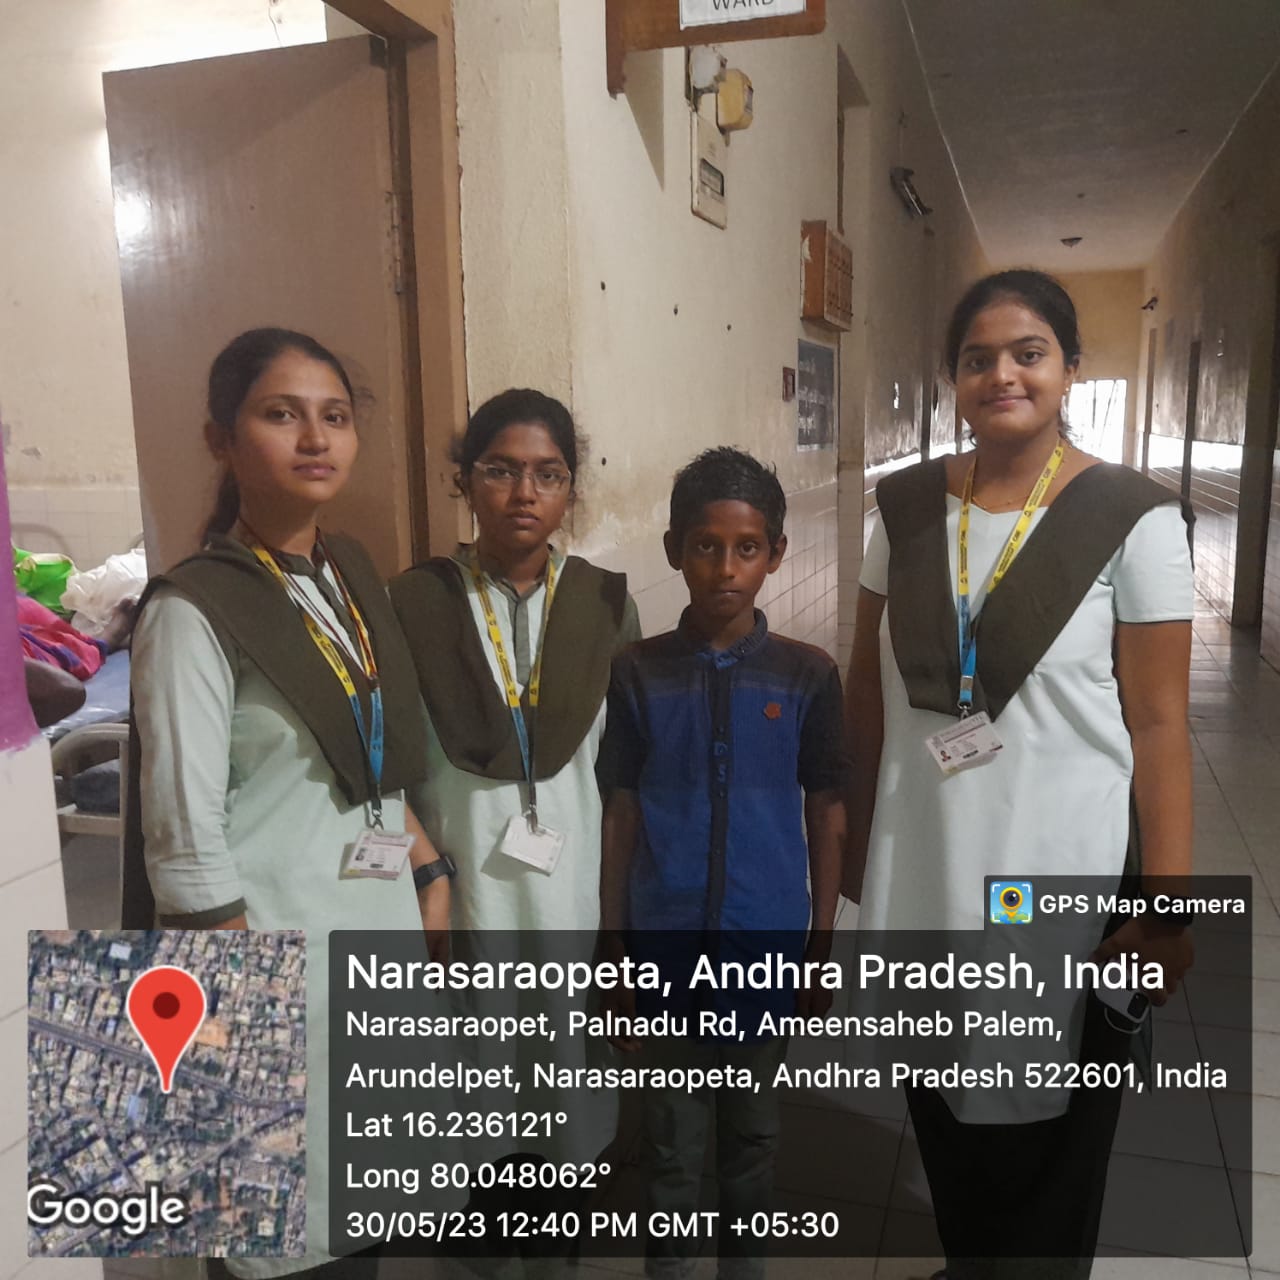 WARD
GPS Map Camera
Narasaraopeta, Andhra Pradesh, India
Narasaraopet, Palnadu Rd, Ameensaheb Palem,
Arundelpet, Narasaraopeta, Andhra Pradesh 522601, India
Lat 16.236121°
Long 80.048062°
30/05/23 12:40 PM GMT +05:30
Google